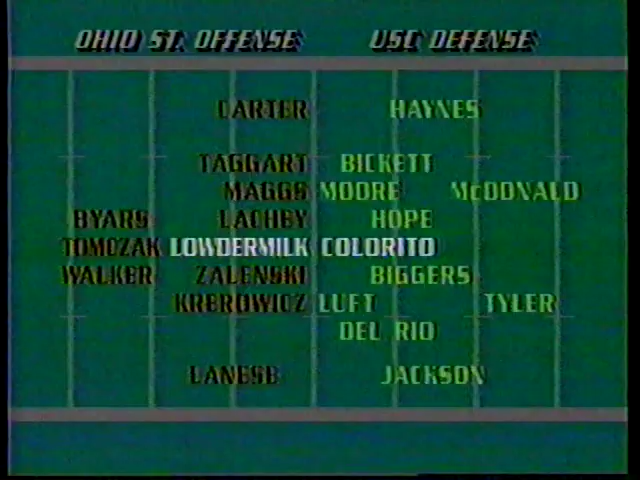 OHIO ST. OFFENSE USC DEFENSE
CARTER HAYNES
TAGGART BICKETT
MAGGS MOORE McDONALD
BYARS LACHEY HOPE
TOMCZAK LOWDERMILK COLORITO
WALKER ZALENSKI BIGGERS
KREROWICZ LUFT TYLER
DEL RIO
LANESE JACKSON